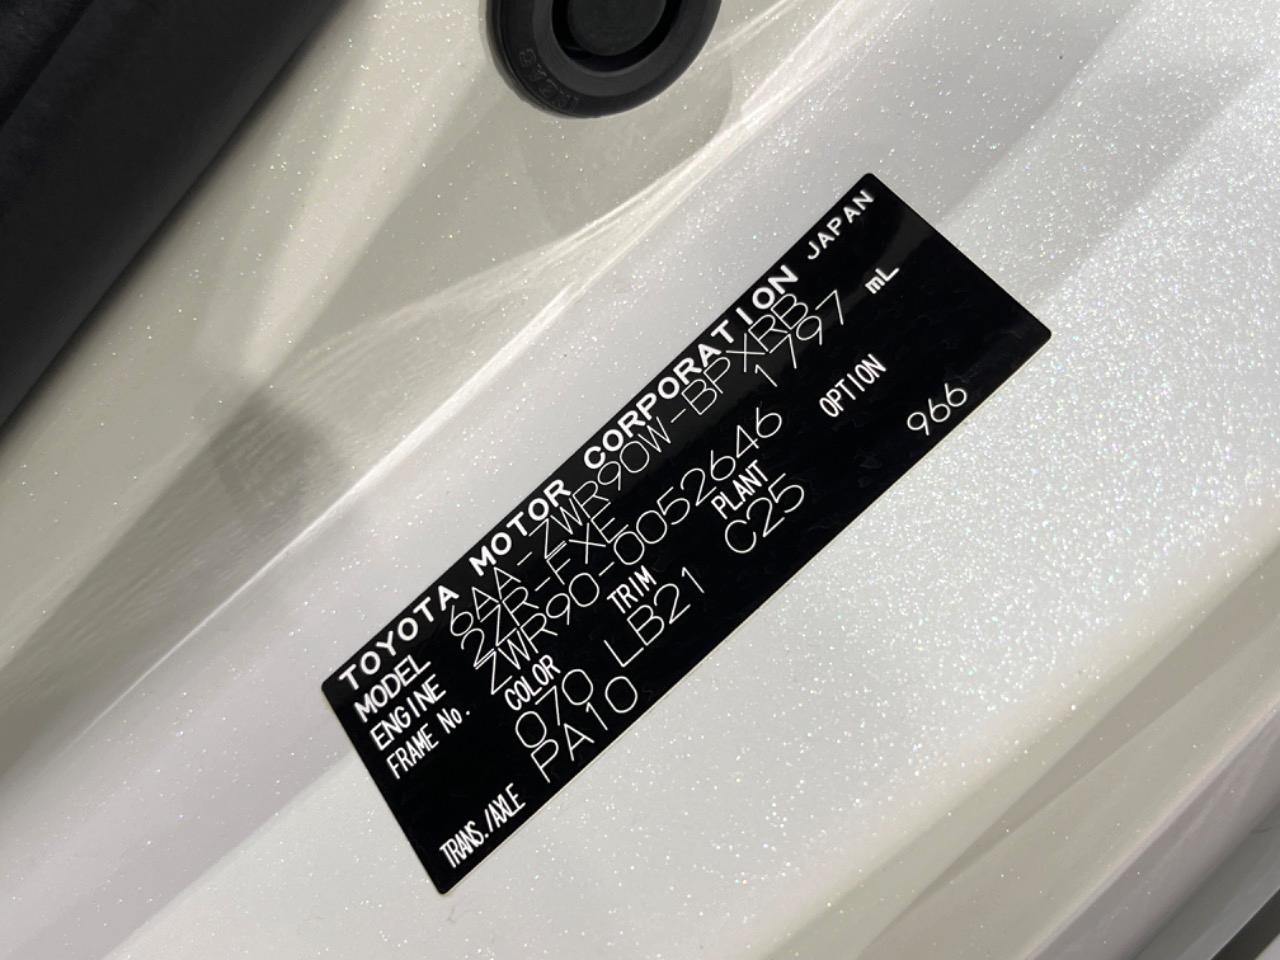 TOYOTA MOTOR CORPORATION JAPAN
MODEL 6AA-ZWR90W-BPXRB
ENGINE 2ZR-FXE 1797 mL
FRAME No. ZWR90-0052646
COLOR TRIM PLANT OPTION
070 LB21 C25 966
TRANS./AXLE PA10